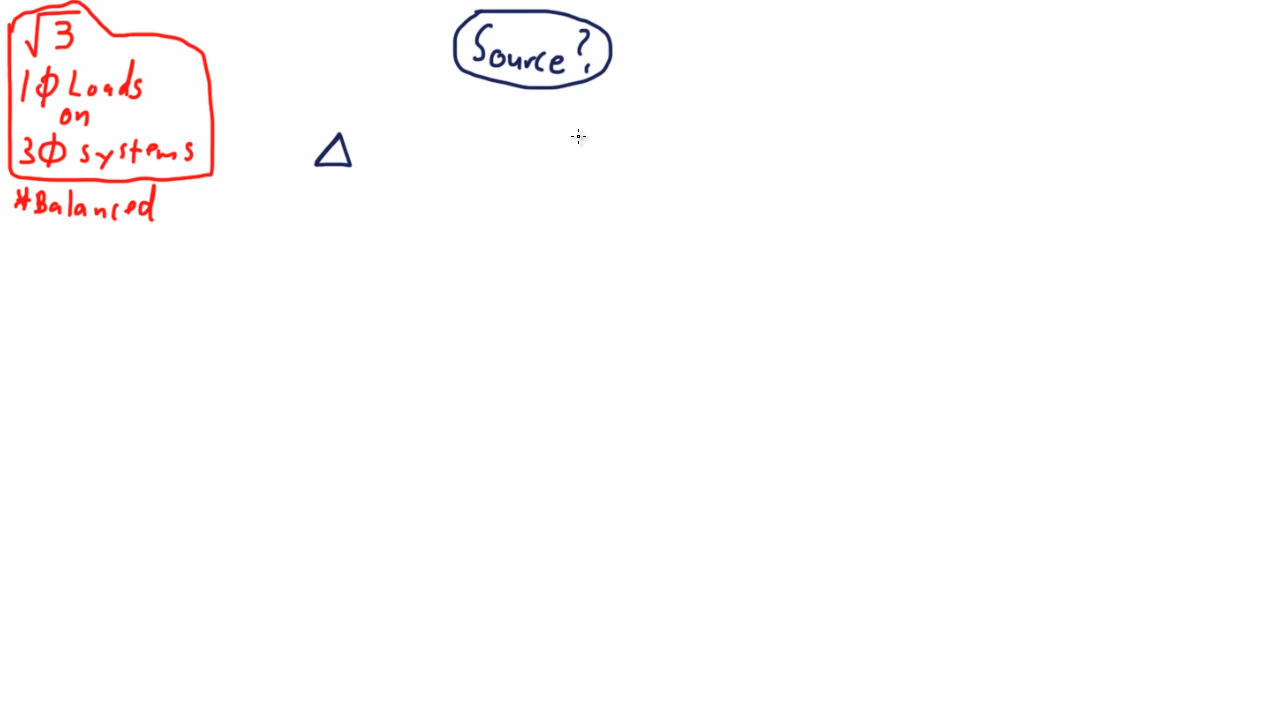 √3
1Φ Loads
on
3Φ systems
*Balanced
Source?
Δ